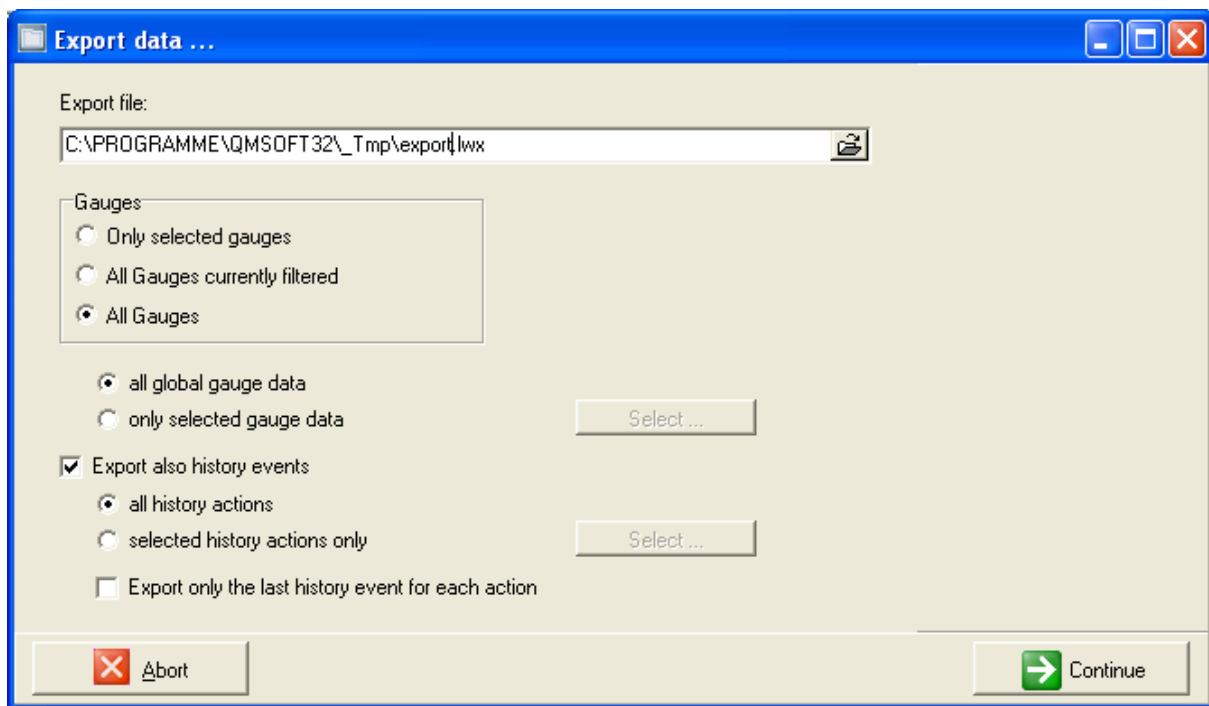 Export data ...
Export file:
C:\PROGRAMME\QMSOFT32\_Tmp\export.lwx
Gauges
Only selected gauges
All Gauges currently filtered
All Gauges
all global gauge data
only selected gauge data
Select ...
Export also history events
all history actions
selected history actions only
Select ...
Export only the last history event for each action
Abort
Continue